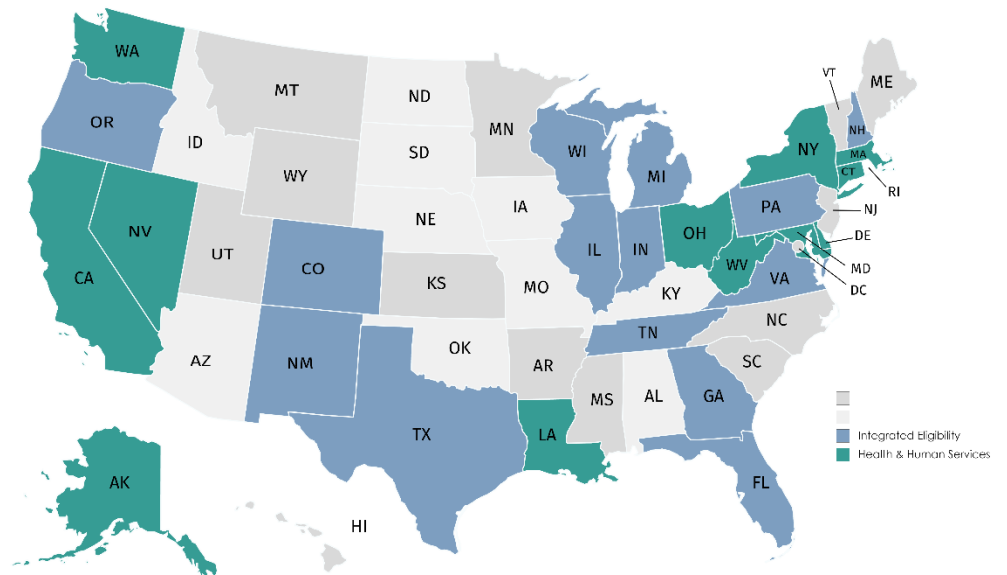 WA
MT
ND
MN
VT
ME
OR
ID
SD
WI
MI
NY
NH
MA
CT
RI
WY
NE
IA
PA
NJ
NV
UT
CO
KS
IL
IN
OH
WV
DE
MD
DC
CA
MO
KY
VA
AZ
NM
OK
AR
TN
NC
SC
TX
LA
MS
AL
GA
Integrated Eligibility
Health & Human Services
AK
HI
FL